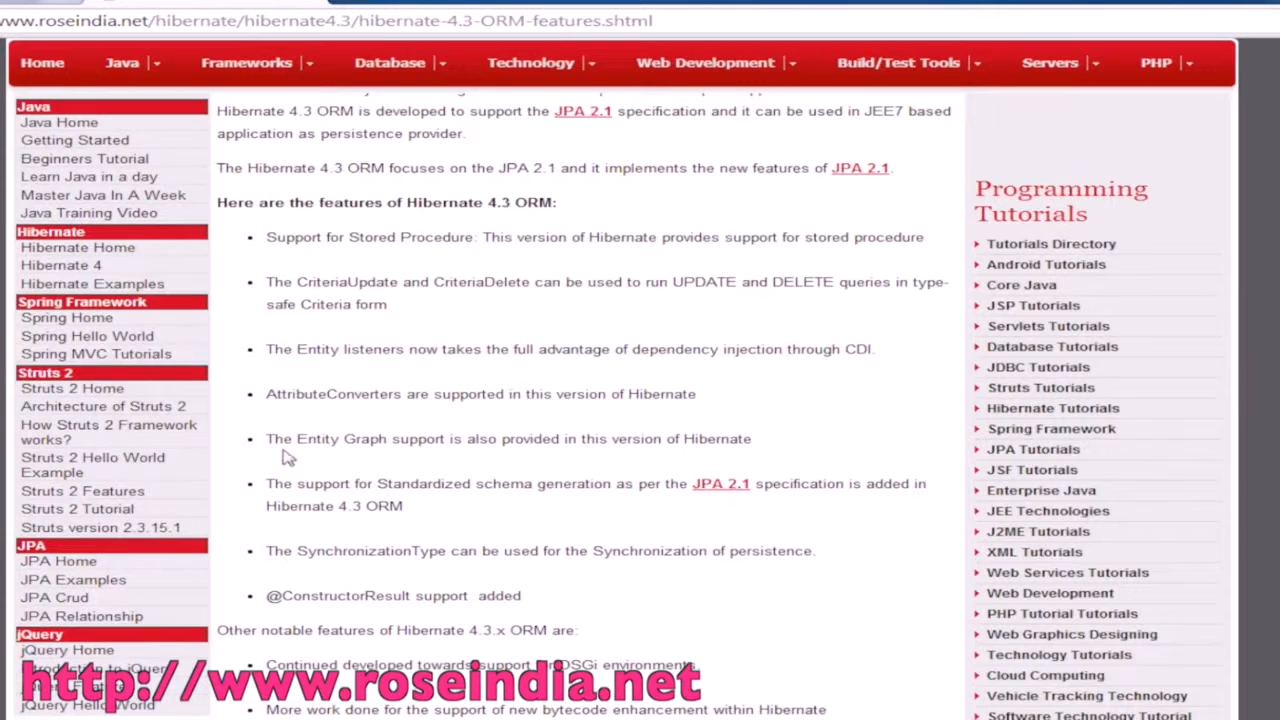 www.roseindia.net/hibernate/hibernate4.3/hibernate-4.3-ORM-features.shtml
Home Java Frameworks Database Technology Web Development Build/Test Tools Servers PHP
Java
Java Home
Getting Started
Beginners Tutorial
Learn Java in a day
Master Java In A Week
Java Training Video
Hibernate
Hibernate Home
Hibernate 4
Hibernate Examples
Spring Framework
Spring Home
Spring Hello World
Spring MVC Tutorials
Struts 2
Struts 2 Home
Architecture of Struts 2
How Struts 2 Framework
works?
Struts 2 Hello World
Example
Struts 2 Features
Struts 2 Tutorial
Struts version 2.3.15.1
JPA
JPA Home
JPA Examples
JPA Crud
JPA Relationship
jQuery
jQuery Home
Introduction to jQuery
jQuery Hello World
Hibernate 4.3 ORM is developed to support the JPA 2.1 specification and it can be used in JEE7 based
application as persistence provider.
The Hibernate 4.3 ORM focuses on the JPA 2.1 and it implements the new features of JPA 2.1.
Here are the features of Hibernate 4.3 ORM:
• Support for Stored Procedure: This version of Hibernate provides support for stored procedure
• The CriteriaUpdate and CriteriaDelete can be used to run UPDATE and DELETE queries in type-
safe Criteria form
• The Entity listeners now takes the full advantage of dependency injection through CDI.
• AttributeConverters are supported in this version of Hibernate
• The Entity Graph support is also provided in this version of Hibernate
• The support for Standardized schema generation as per the JPA 2.1 specification is added in
Hibernate 4.3 ORM
• The SynchronizationType can be used for the Synchronization of persistence.
• @ConstructorResult support added
Other notable features of Hibernate 4.3.x ORM are:
Continued developed towards support OSGi environments
More work done for the support of new bytecode enhancement within Hibernate
Programming
Tutorials
Tutorials Directory
Android Tutorials
Core Java
JSP Tutorials
Servlets Tutorials
Database Tutorials
JDBC Tutorials
Struts Tutorials
Hibernate Tutorials
Spring Framework
JPA Tutorials
JSF Tutorials
Enterprise Java
JEE Technologies
J2ME Tutorials
XML Tutorials
Web Services Tutorials
Web Development
PHP Tutorial Tutorials
Web Graphics Designing
Technology Tutorials
Cloud Computing
Vehicle Tracking Technology
Software Technology Tutorial
http://www.roseindia.net